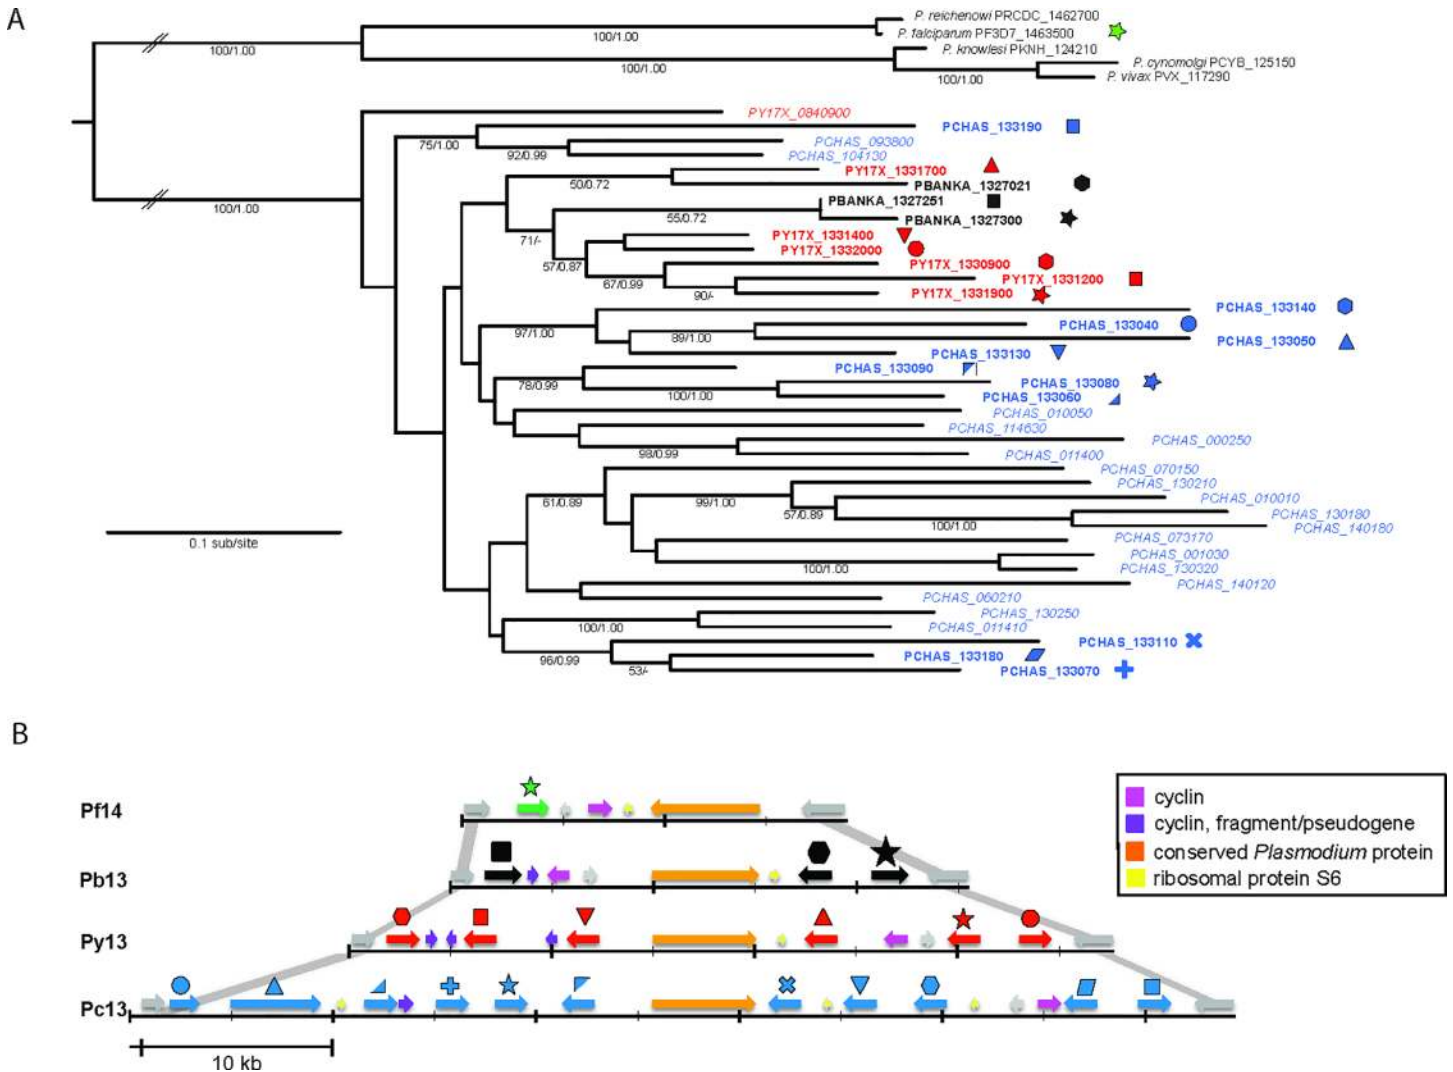 A
P. reichenowi PRCDC_1462700
P. falciparum PF3D7_1463500
P. knowlesi PKNH_124210
P. cynomolgi PCYB_125150
P. vivax PVX_117290
100/1.00
100/1.00
100/1.00
100/1.00
PY17X_0840900
PCHAS_133190
75/1.00
PCHAS_093800
92/0.99
PCHAS_104130
PY17X_1331700
50/0.72
PBANKA_1327021
PBANKA_1327251
100/1.00
55/0.72
PBANKA_1327300
71/-
PY17X_1331400
PY17X_1332000
57/0.87
PY17X_1330900
67/0.99
PY17X_1331200
90/-
PY17X_1331900
PCHAS_133140
97/1.00
PCHAS_133040
89/1.00
PCHAS_133050
PCHAS_133130
PCHAS_133090
78/0.99
PCHAS_133080
100/1.00
PCHAS_133060
PCHAS_010050
PCHAS_114630
PCHAS_000250
98/0.99
PCHAS_011400
PCHAS_070150
PCHAS_130210
61/0.89
99/1.00
PCHAS_010010
57/0.89
PCHAS_130180
100/1.00
PCHAS_140180
0.1 sub/site
PCHAS_073170
PCHAS_001030
100/1.00
PCHAS_130320
PCHAS_140120
PCHAS_060210
PCHAS_130250
100/1.00
PCHAS_011410
PCHAS_133110
96/0.99
PCHAS_133180
53/-
PCHAS_133070
B
Pf14
Pb13
Py13
Pc13
10 kb
cyclin
cyclin, fragment/pseudogene
conserved Plasmodium protein
ribosomal protein S6